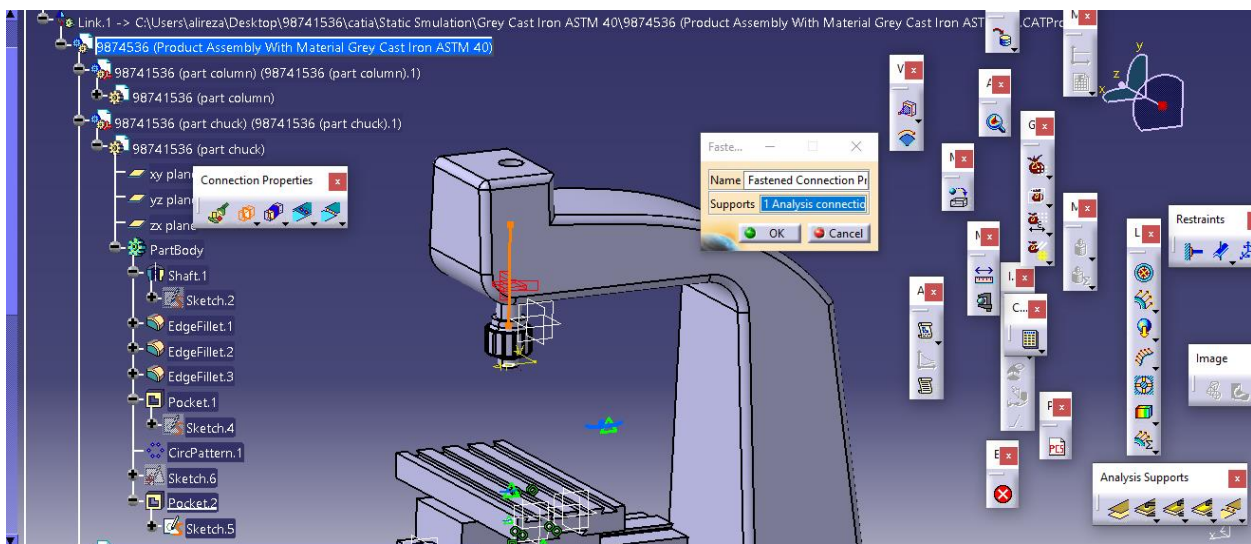 Link.1 -> C:\Users\alireza\Desktop\98741536\catia\Static Smulation\Grey Cast Iron ASTM 40\98741536 (Product Assembly With Material Grey Cast Iron AST
.CATPro
9874536 (Product Assembly With Material Grey Cast Iron ASTM 40)
98741536 (part column) (98741536 (part column).1)
98741536 (part column)
98741536 (part chuck) (98741536 (part chuck).1)
98741536 (part chuck)
xy plane
yz plane
zx plane
PartBody
Shaft.1
Sketch.2
EdgeFillet.1
EdgeFillet.2
EdgeFillet.3
Pocket.1
Sketch.4
CircPattern.1
Sketch.6
Pocket.2
Sketch.5
Connection Properties
Faste...
Name Fastened Connection Pr
Supports 1 Analysis connectio
OK Cancel
V
A
G
M
L
Restraints
A
I.
C...
Image
F
PCS
E
Analysis Supports
x
y
z